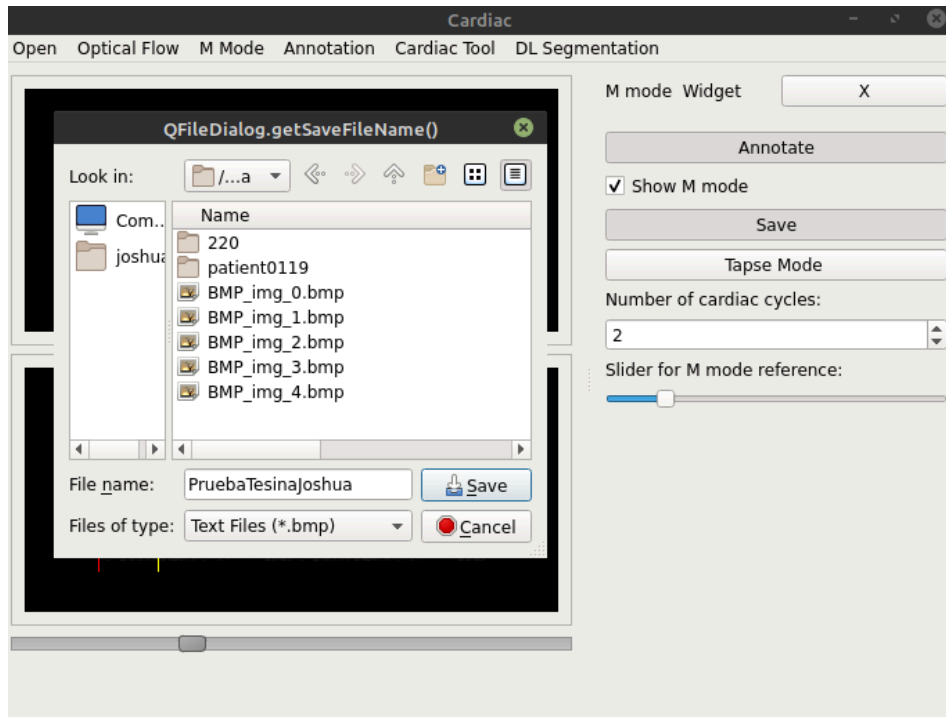 Cardiac
Open Optical Flow M Mode Annotation Cardiac Tool DL Segmentation
M mode Widget X
Annotate
Show M mode
Save
Tapse Mode
Number of cardiac cycles:
2
Slider for M mode reference:
QFileDialog.getSaveFileName()
Look in: /...a
Com..
joshua
Name
220
patient0119
BMP_img_0.bmp
BMP_img_1.bmp
BMP_img_2.bmp
BMP_img_3.bmp
BMP_img_4.bmp
File name: PruebaTesinaJoshua Save
Files of type: Text Files (*.bmp) Cancel